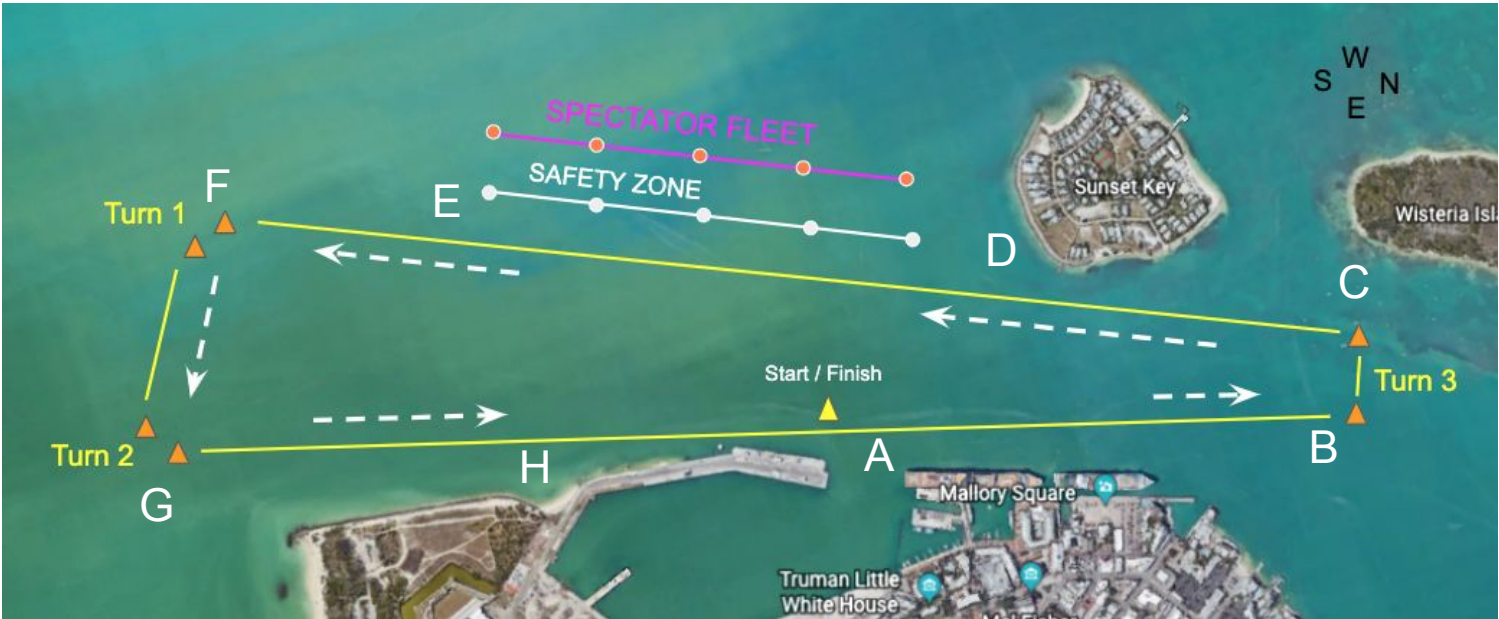 W
S N
E
SPECTATOR FLEET
SAFETY ZONE
Sunset Key
Wisteria Isla
F
E
Turn 1
D
C
Start / Finish
Turn 3
Turn 2
H
A
B
G
Mallory Square
Truman Little
White House